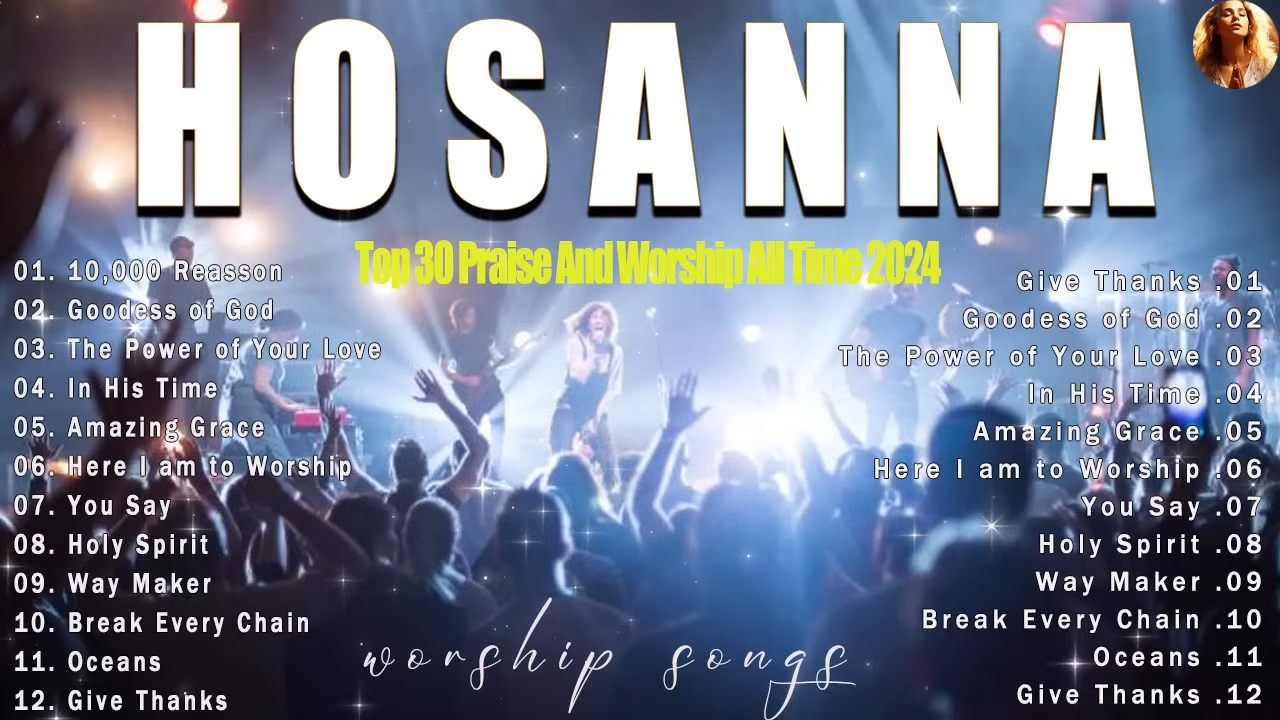 HOSANNA
Top 30 Praise And Worship All Time 2024
01. 10,000 Reasson
02. Goodess of God
03. The Power of Your Love
04. In His Time
05. Amazing Grace
06. Here I am to Worship
07. You Say
08. Holy Spirit
09. Way Maker
10. Break Every Chain
11. Oceans
12. Give Thanks
Give Thanks .01
Goodess of God .02
The Power of Your Love .03
In His Time .04
Amazing Grace .05
Here I am to Worship .06
You Say .07
Holy Spirit .08
Way Maker .09
Break Every Chain .10
Oceans .11
Give Thanks .12
worship songs